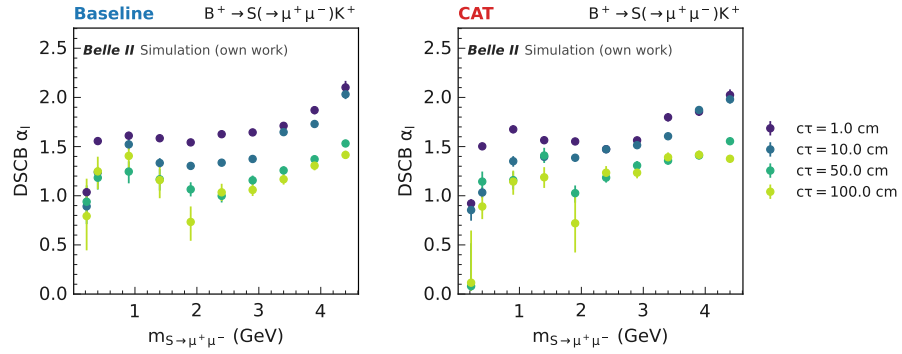 Baseline
B⁺→S(→μ⁺μ⁻)K⁺
Belle II Simulation (own work)
DSCB αₗ
2.5
2.0
1.5
1.0
0.5
0.0
1 2 3 4
m_S→μ⁺μ⁻ (GeV)
CAT
B⁺→S(→μ⁺μ⁻)K⁺
Belle II Simulation (own work)
DSCB αₗ
2.5
2.0
1.5
1.0
0.5
0.0
1 2 3 4
m_S→μ⁺μ⁻ (GeV)
cτ = 1.0 cm
cτ = 10.0 cm
cτ = 50.0 cm
cτ = 100.0 cm